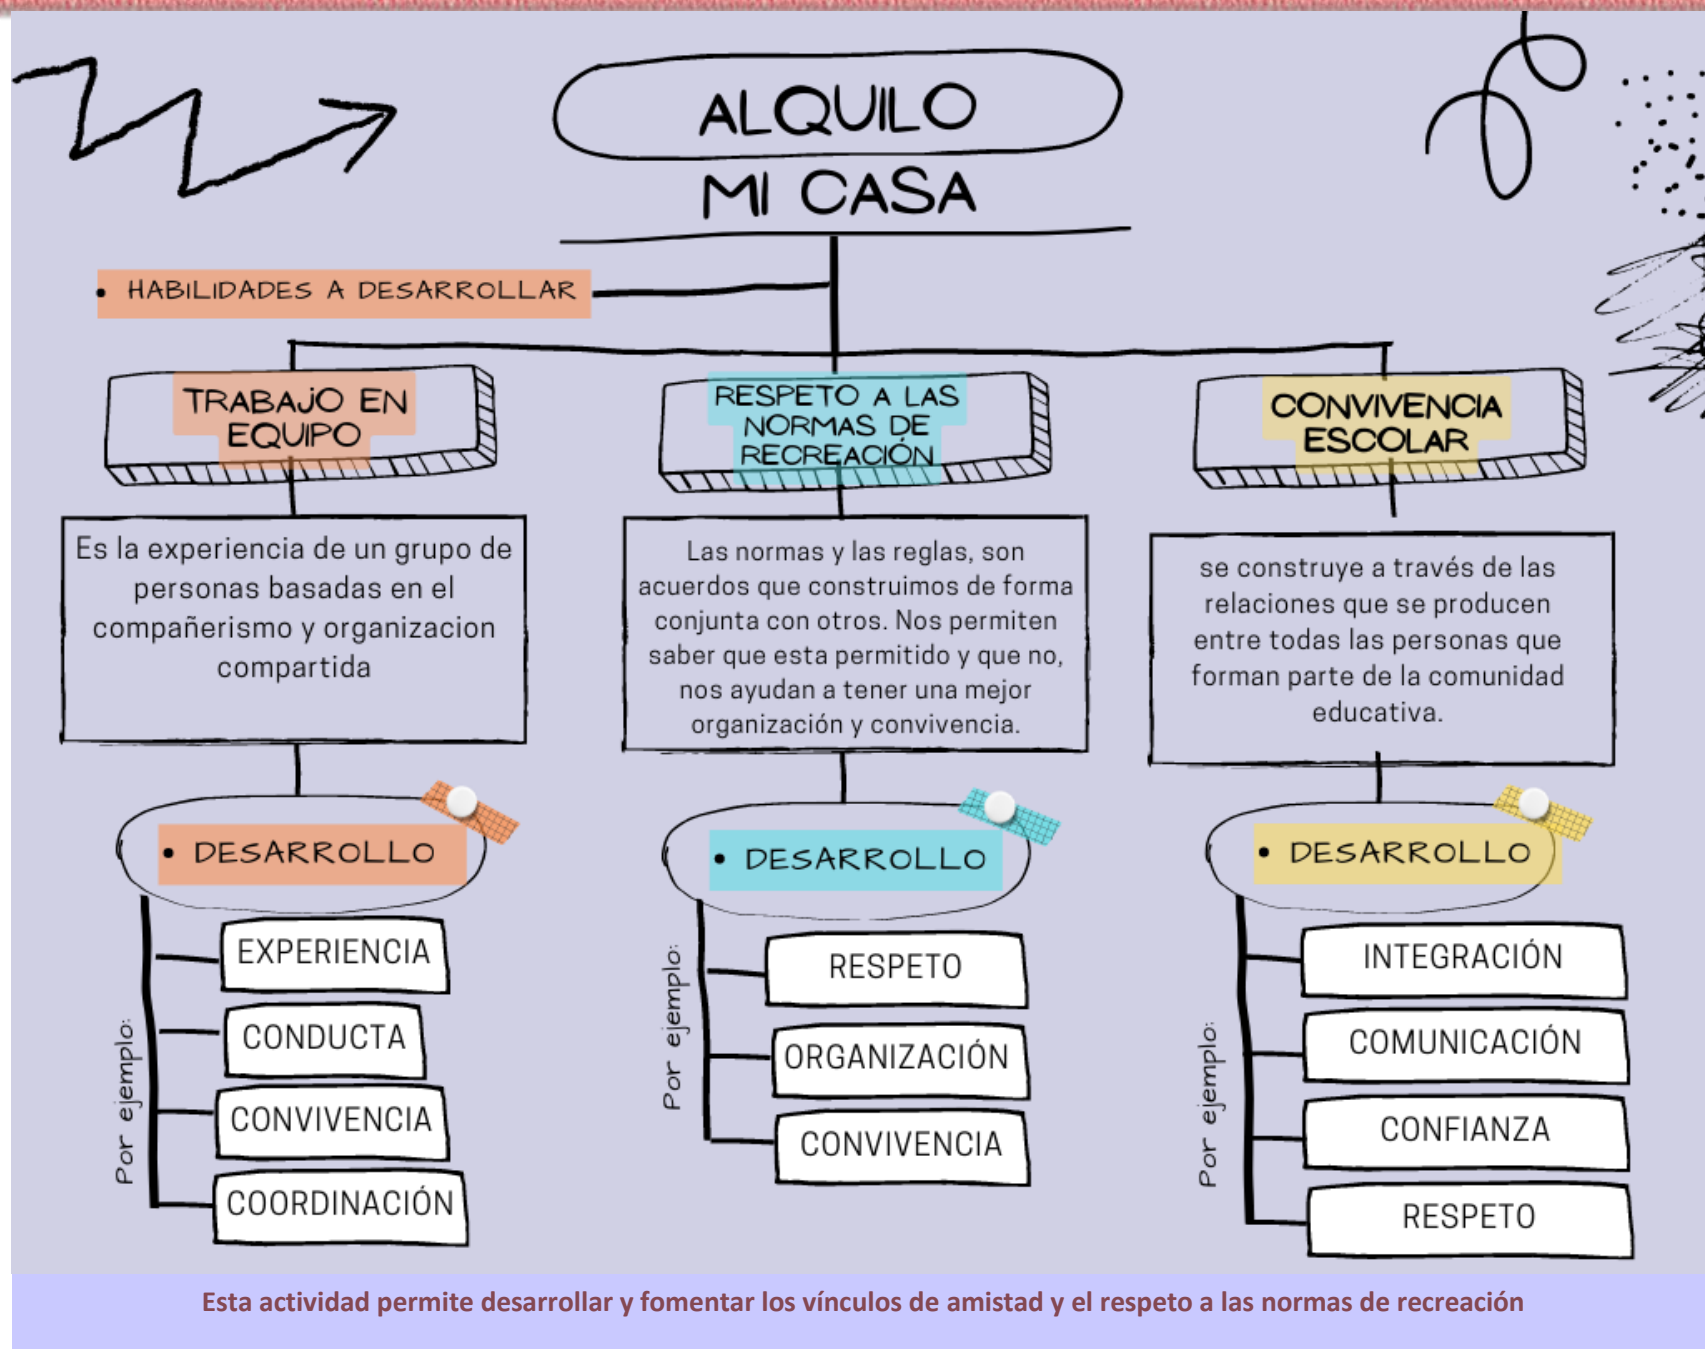 ALQUILO
MI CASA
• HABILIDADES A DESARROLLAR
TRABAJO EN
EQUIPO
Es la experiencia de un grupo de
personas basadas en el
compañerismo y organizacion
compartida
• DESARROLLO
Por ejemplo:
EXPERIENCIA
CONDUCTA
CONVIVENCIA
COORDINACIÓN
RESPETO A LAS
NORMAS DE
RECREACIÓN
Las normas y las reglas, son
acuerdos que construimos de forma
conjunta con otros. Nos permiten
saber que esta permitido y que no,
nos ayudan a tener una mejor
organización y convivencia.
• DESARROLLO
Por ejemplo:
RESPETO
ORGANIZACIÓN
CONVIVENCIA
CONVIVENCIA
ESCOLAR
se construye a través de las
relaciones que se producen
entre todas las personas que
forman parte de la comunidad
educativa.
• DESARROLLO
Por ejemplo:
INTEGRACIÓN
COMUNICACIÓN
CONFIANZA
RESPETO
Esta actividad permite desarrollar y fomentar los vínculos de amistad y el respeto a las normas de recreación